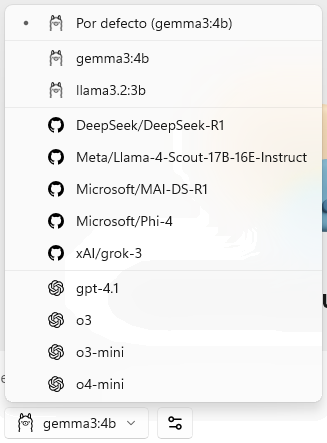 Por defecto (gemma3:4b)
gemma3:4b
llama3.2:3b
DeepSeek/DeepSeek-R1
Meta/Llama-4-Scout-17B-16E-Instruct
Microsoft/MAI-DS-R1
Microsoft/Phi-4
xAI/grok-3
gpt-4.1
o3
o3-mini
o4-mini
gemma3:4b